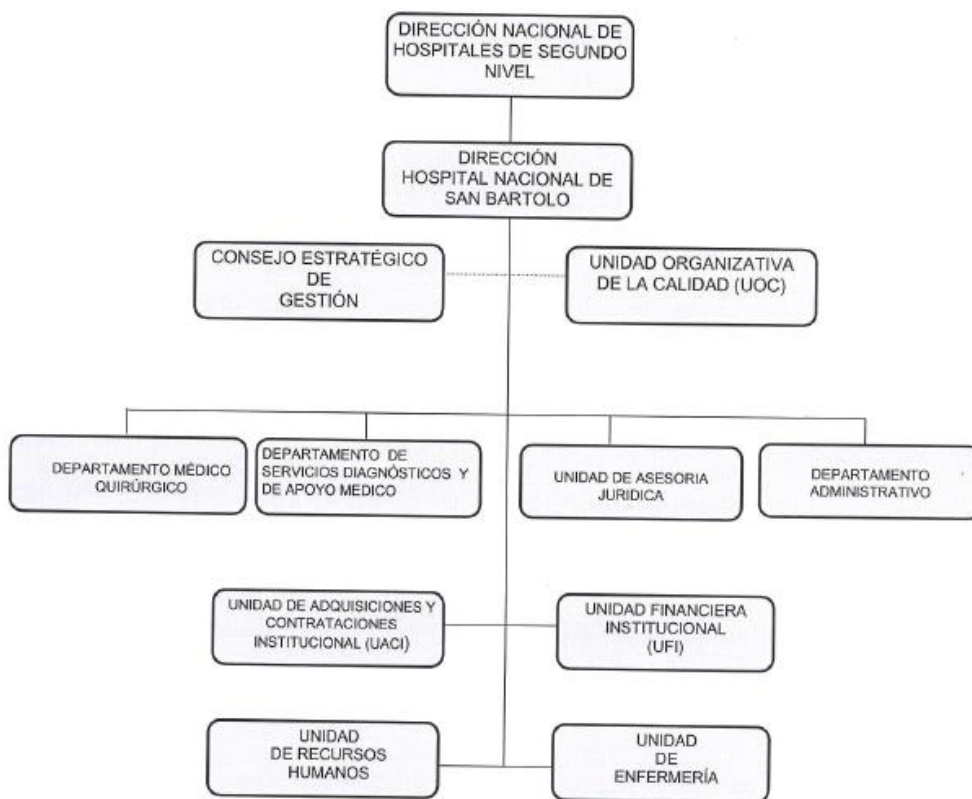 DIRECCIÓN NACIONAL DE
HOSPITALES DE SEGUNDO
NIVEL
DIRECCIÓN
HOSPITAL NACIONAL DE
SAN BARTOLO
CONSEJO ESTRATÉGICO
DE
GESTIÓN
UNIDAD ORGANIZATIVA
DE LA CALIDAD (UOC)
DEPARTAMENTO MÉDICO
QUIRÚRGICO
DEPARTAMENTO DE
SERVICIOS DIAGNÓSTICOS Y
DE APOYO MEDICO
UNIDAD DE ASESORIA
JURIDICA
DEPARTAMENTO
ADMINISTRATIVO
UNIDAD DE ADQUISICIONES Y
CONTRATACIONES
INSTITUCIONAL (UACI)
UNIDAD FINANCIERA
INSTITUCIONAL
(UFI)
UNIDAD
DE RECURSOS
HUMANOS
UNIDAD
DE
ENFERMERÍA